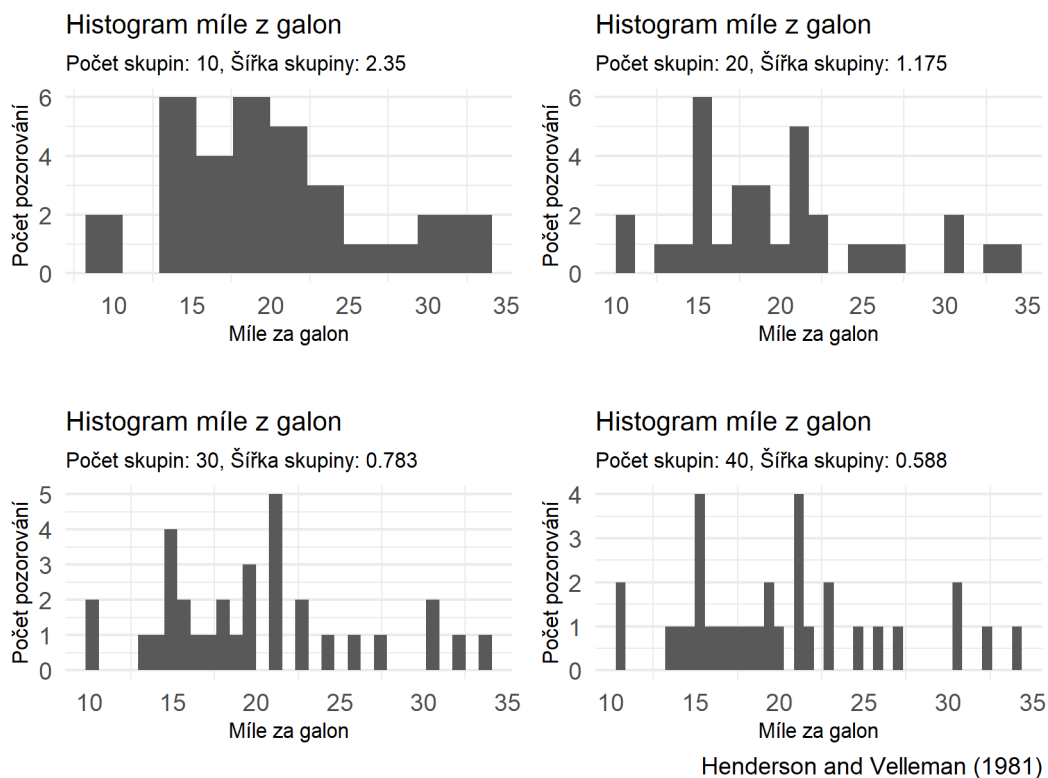 Histogram míle z galon
Počet skupin: 10, Šířka skupiny: 2.35
Počet pozorování
6
4
2
0
10 15 20 25 30 35
Míle za galon
Histogram míle z galon
Počet skupin: 20, Šířka skupiny: 1.175
Počet pozorování
6
4
2
0
10 15 20 25 30 35
Míle za galon
Histogram míle z galon
Počet skupin: 30, Šířka skupiny: 0.783
Počet pozorování
5
4
3
2
1
0
10 15 20 25 30 35
Míle za galon
Histogram míle z galon
Počet skupin: 40, Šířka skupiny: 0.588
Počet pozorování
4
3
2
1
0
10 15 20 25 30 35
Míle za galon
Henderson and Velleman (1981)